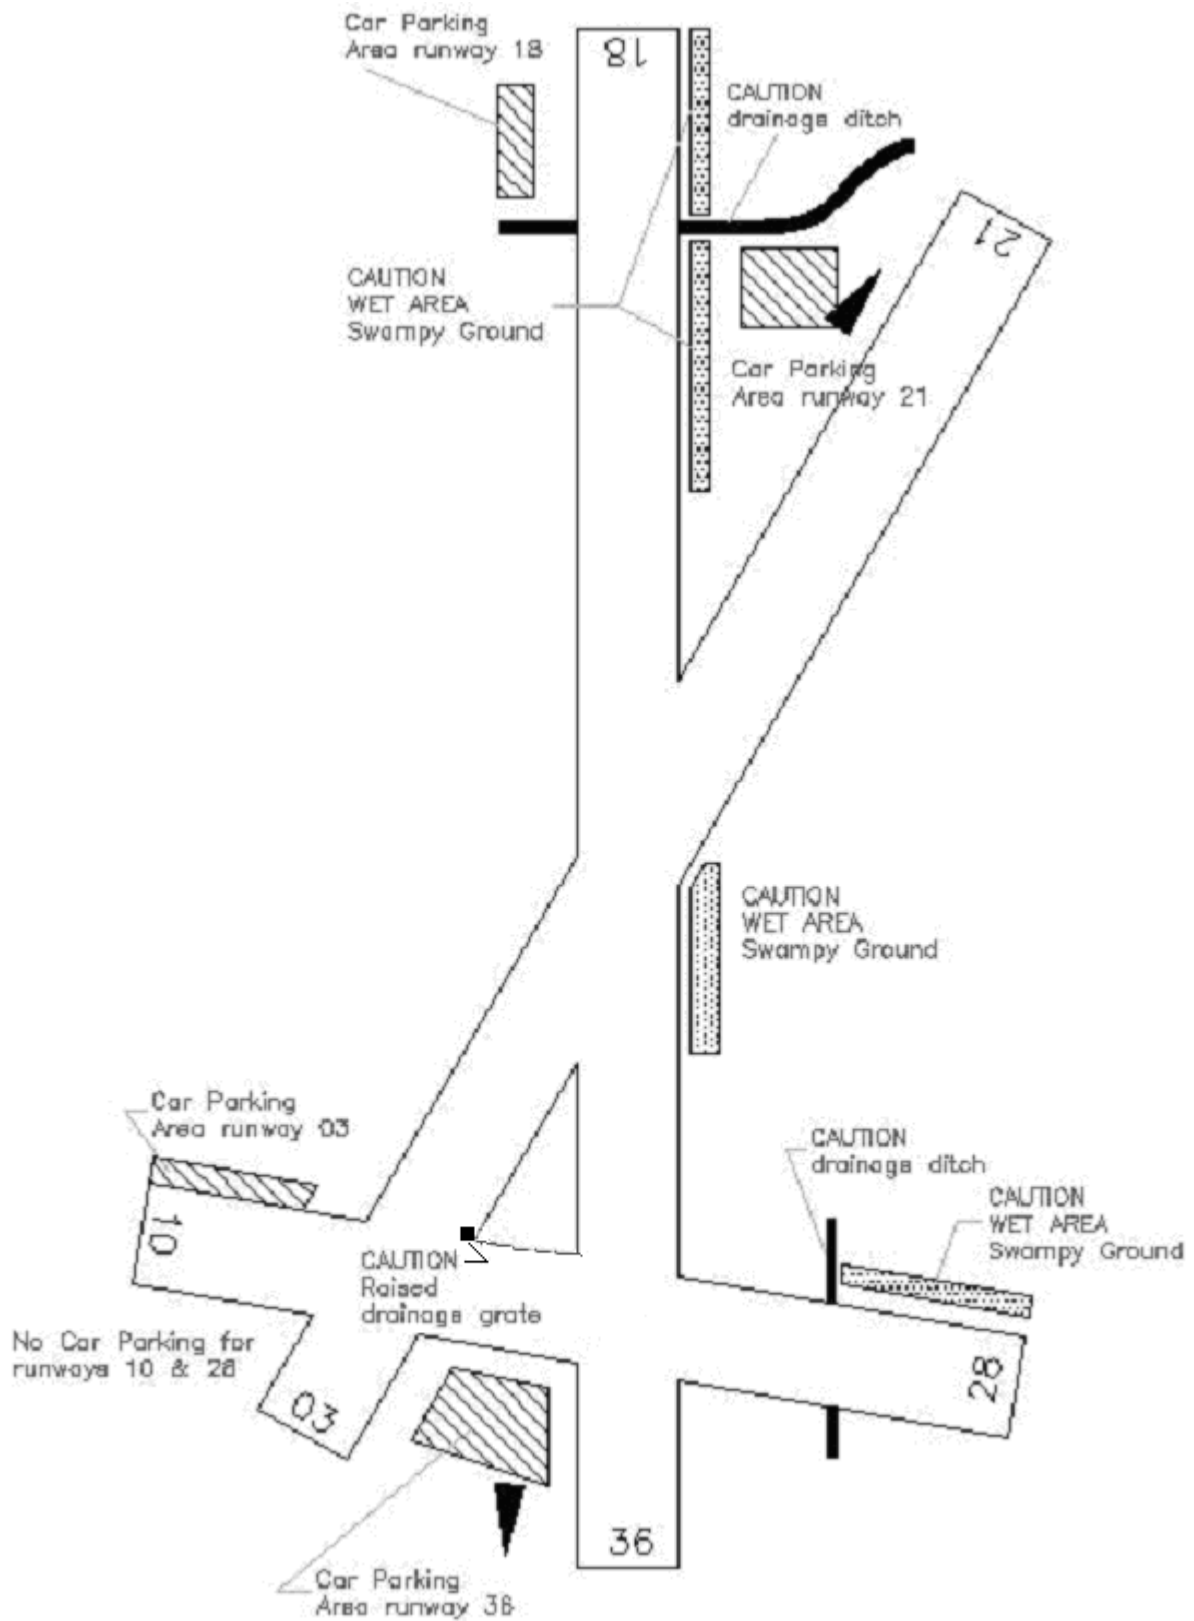 Car Parking
Area runway 18
18
CAUTION
drainage ditch
21
CAUTION
WET AREA
Swampy Ground
Car Parking
Area runway 21
CAUTION
WET AREA
Swampy Ground
Car Parking
Area runway 03
CAUTION
drainage ditch
CAUTION
WET AREA
Swampy Ground
10
CAUTION
Raised
drainage grate
No Car Parking for
runways 10 & 28
28
03
36
Car Parking
Area runway 36